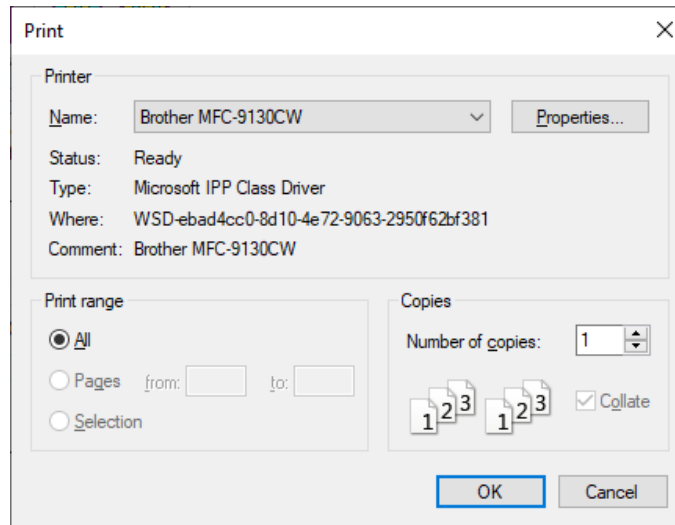 Print
Printer
Name: Brother MFC-9130CW Properties...
Status: Ready
Type: Microsoft IPP Class Driver
Where: WSD-ebad4cc0-8d10-4e72-9063-2950f62bf381
Comment: Brother MFC-9130CW
Print range
All
Pages from: to:
Selection
Copies
Number of copies: 1
1 2 3 1 2 3 Collate
OK Cancel